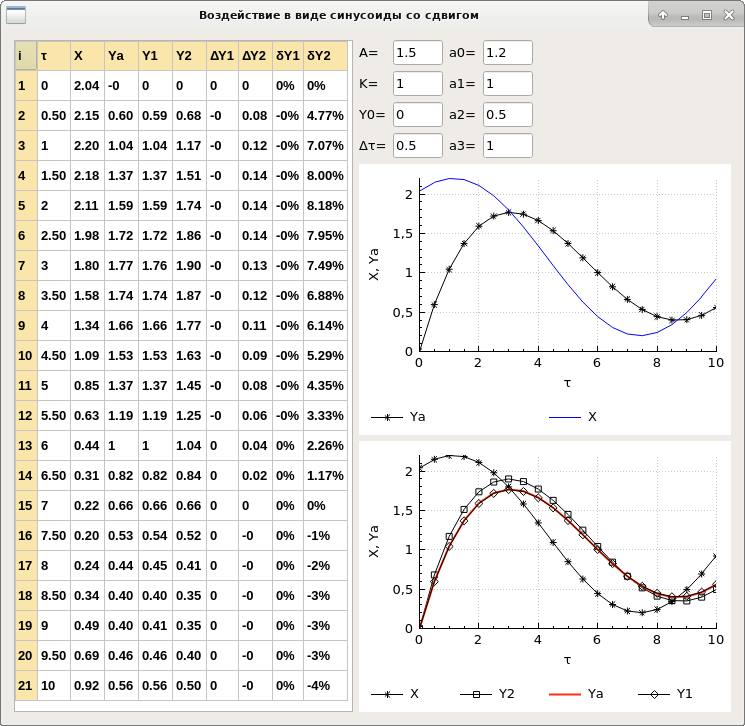 Воздействие в виде синусоиды со сдвигом
i τ X Ya Y1 Y2 ΔY1 ΔY2 δY1 δY2
1 0 2.04 -0 0 0 0 0 0% 0%
2 0.50 2.15 0.60 0.59 0.68 -0 0.08 -0% 4.77%
3 1 2.20 1.04 1.04 1.17 -0 0.12 -0% 7.07%
4 1.50 2.18 1.37 1.37 1.51 -0 0.14 -0% 8.00%
5 2 2.11 1.59 1.59 1.74 -0 0.14 -0% 8.18%
6 2.50 1.98 1.72 1.72 1.86 -0 0.14 -0% 7.95%
7 3 1.80 1.77 1.76 1.90 -0 0.13 -0% 7.49%
8 3.50 1.58 1.74 1.74 1.87 -0 0.12 -0% 6.88%
9 4 1.34 1.66 1.66 1.77 -0 0.11 -0% 6.14%
10 4.50 1.09 1.53 1.53 1.63 -0 0.09 -0% 5.29%
11 5 0.85 1.37 1.37 1.45 -0 0.08 -0% 4.35%
12 5.50 0.63 1.19 1.19 1.25 -0 0.06 -0% 3.33%
13 6 0.44 1 1 1.04 0 0.04 0% 2.26%
14 6.50 0.31 0.82 0.82 0.84 0 0.02 0% 1.17%
15 7 0.22 0.66 0.66 0.66 0 0 0% 0%
16 7.50 0.20 0.53 0.54 0.52 0 -0 0% -1%
17 8 0.24 0.44 0.45 0.41 0 -0 0% -2%
18 8.50 0.34 0.40 0.40 0.35 0 -0 0% -3%
19 9 0.49 0.40 0.41 0.35 0 -0 0% -3%
20 9.50 0.69 0.46 0.46 0.40 0 -0 0% -3%
21 10 0.92 0.56 0.56 0.50 0 -0 0% -4%
A= 1.5 a0= 1.2
K= 1 a1= 1
Y0= 0 a2= 0.5
Δτ= 0.5 a3= 1
X, Ya
2
1,5
1
0,5
0
0 2 4 6 8 10
τ
Ya X
X, Ya
2
1,5
1
0,5
0
0 2 4 6 8 10
τ
X Y2 Ya Y1